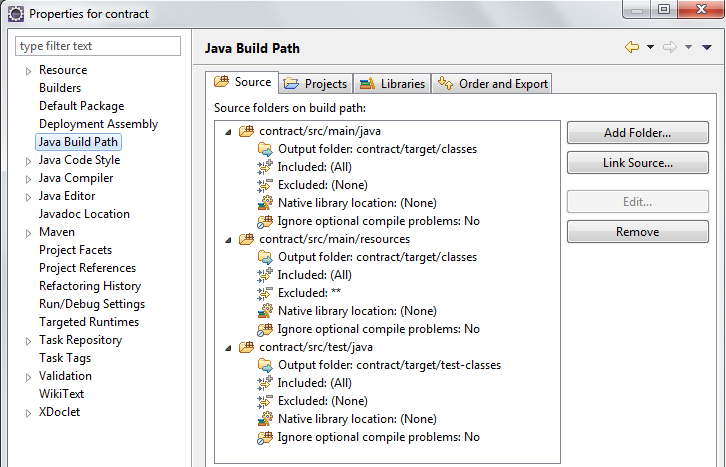 Properties for contract
type filter text
Resource
Builders
Default Package
Deployment Assembly
Java Build Path
Java Code Style
Java Compiler
Java Editor
Javadoc Location
Maven
Project Facets
Project References
Refactoring History
Run/Debug Settings
Targeted Runtimes
Task Repository
Task Tags
Validation
WikiText
XDoclet
Java Build Path
Source
Projects
Libraries
Order and Export
Source folders on build path:
contract/src/main/java
Output folder: contract/target/classes
Included: (All)
Excluded: (None)
Native library location: (None)
Ignore optional compile problems: No
contract/src/main/resources
Output folder: contract/target/classes
Included: (All)
Excluded: **
Native library location: (None)
Ignore optional compile problems: No
contract/src/test/java
Output folder: contract/target/test-classes
Included: (All)
Excluded: (None)
Native library location: (None)
Ignore optional compile problems: No
Add Folder...
Link Source...
Edit...
Remove